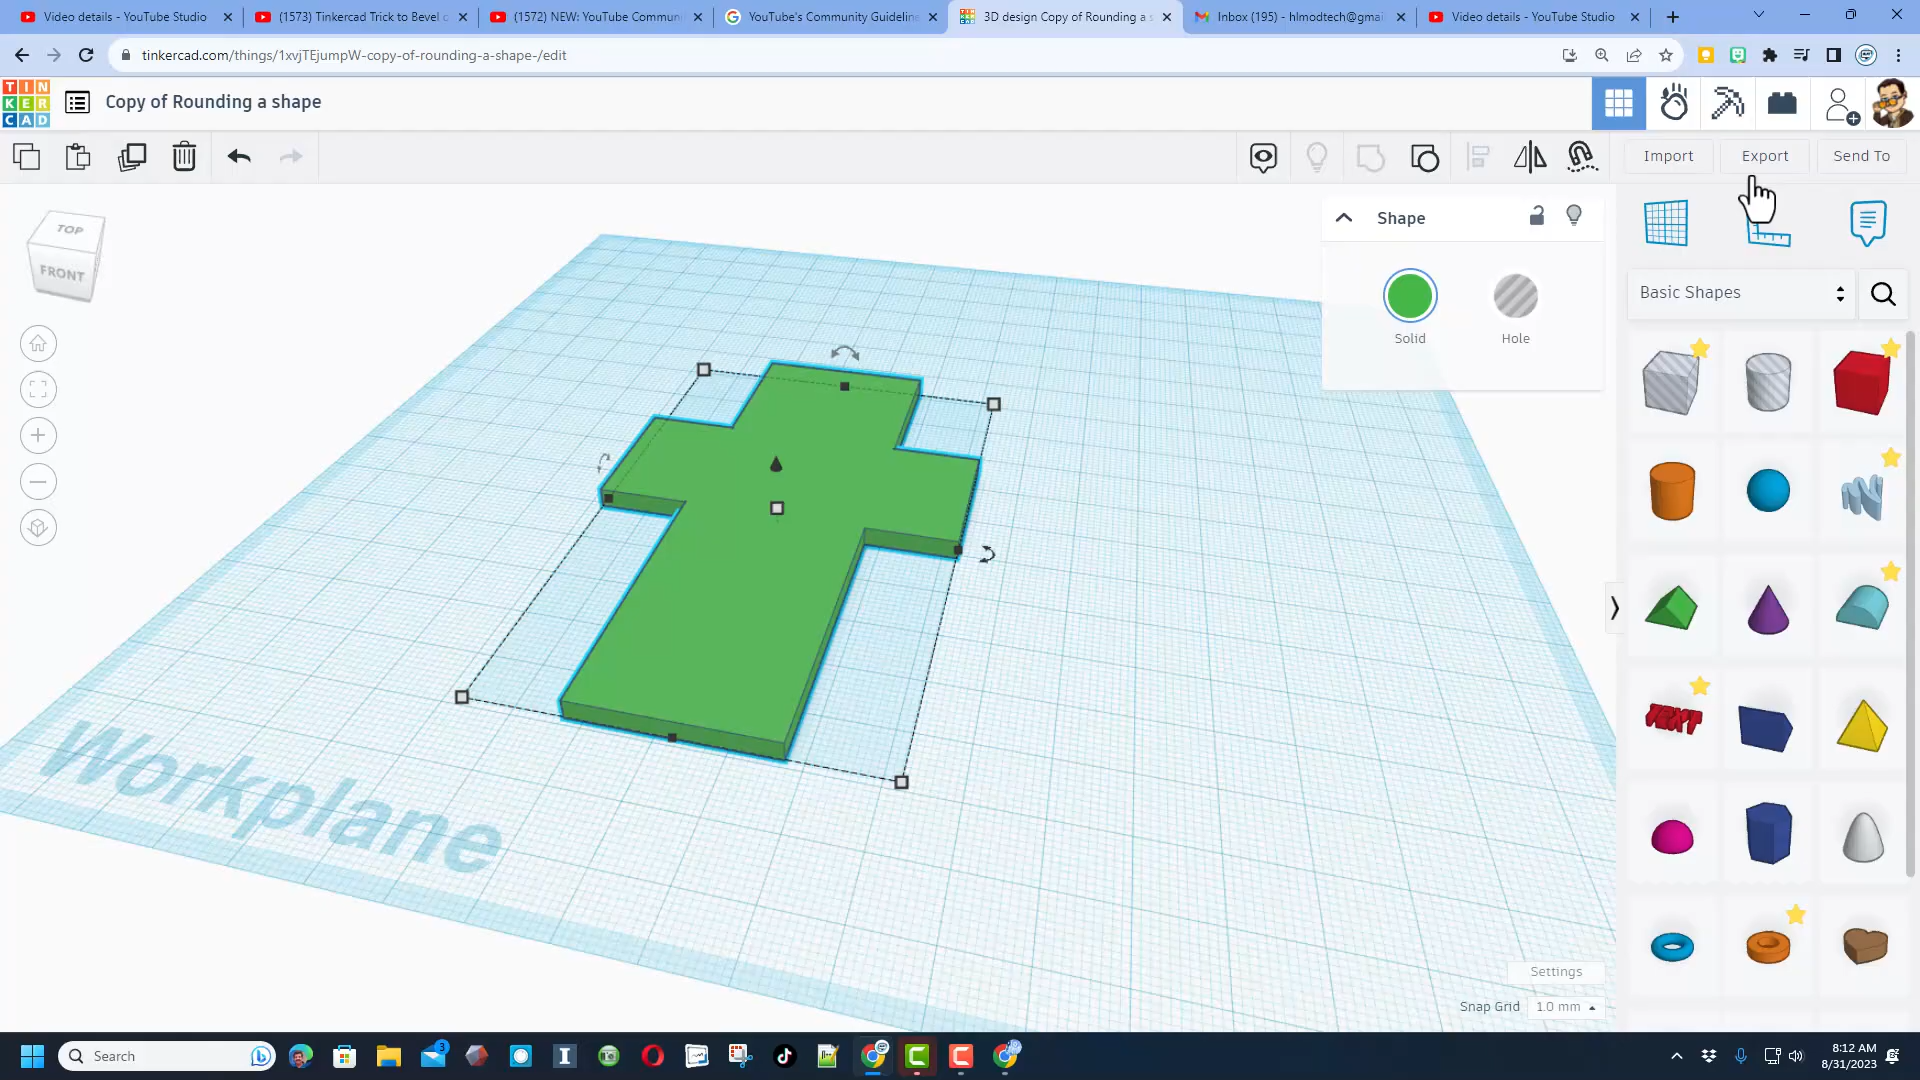 Video details - YouTube Studio
(1573) Tinkercad Trick to Bevel c
(1572) NEW: YouTube Commun
YouTube's Community Guideline
3D design Copy of Rounding a s
Inbox (195) - hlmodtech@gmai
Video details - YouTube Studio
tinkercad.com/things/1xvjTEjumpW-copy-of-rounding-a-shape-/edit
TIN
KER
CAD
Copy of Rounding a shape
Import
Export
Send To
TOP
FRONT
Shape
Solid
Hole
Basic Shapes
TEXT
Workplane
Settings
Snap Grid
1.0 mm
Search
3
8:12 AM
8/31/2023